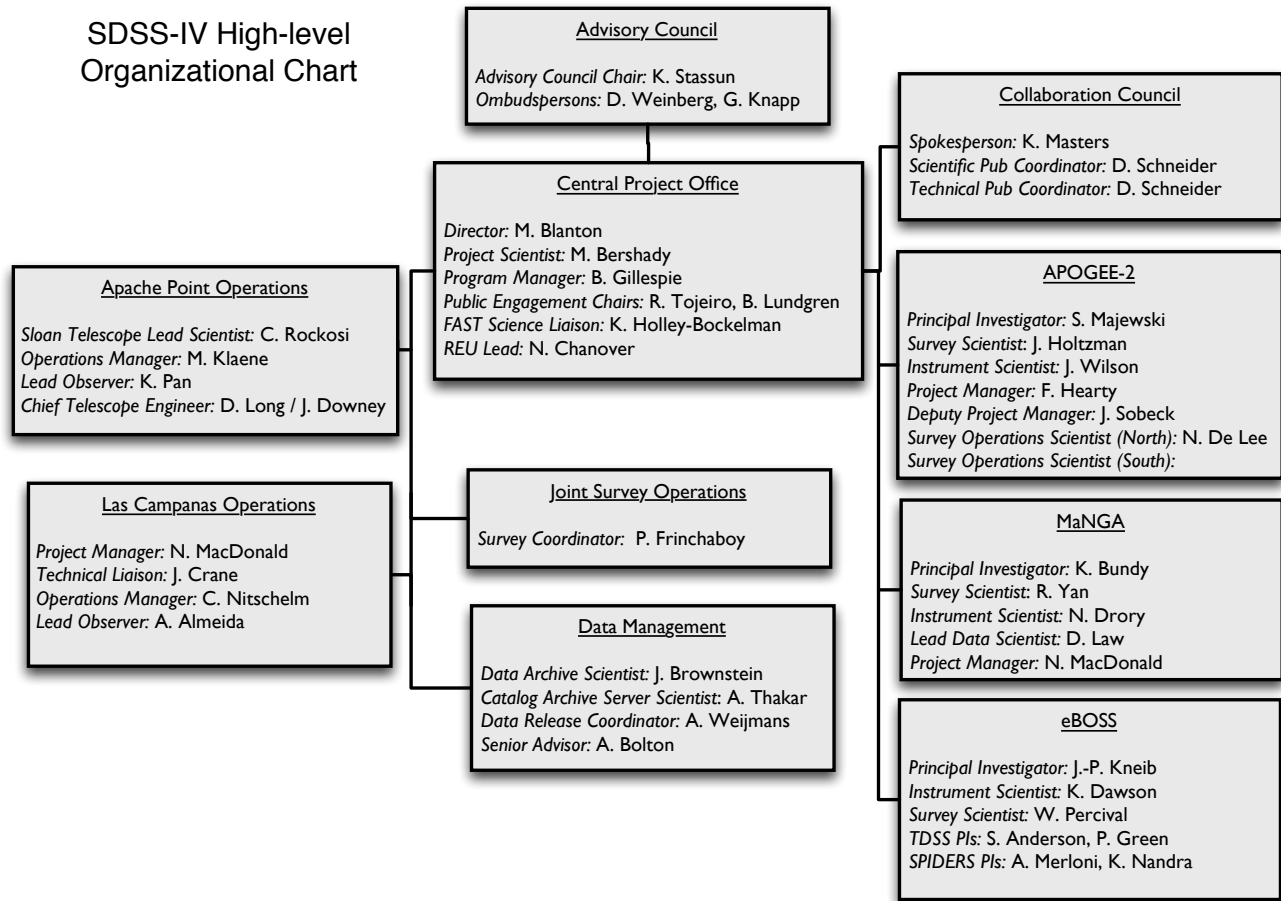 SDSS-IV High-level
Organizational Chart
Advisory Council
Advisory Council Chair: K. Stassun
Ombudspersons: D. Weinberg, G. Knapp
Collaboration Council
Spokesperson: K. Masters
Scientific Pub Coordinator: D. Schneider
Technical Pub Coordinator: D. Schneider
Central Project Office
Director: M. Blanton
Project Scientist: M. Bershady
Program Manager: B. Gillespie
Public Engagement Chairs: R. Tojeiro, B. Lundgren
FAST Science Liaison: K. Holley-Bockelman
REU Lead: N. Chanover
Apache Point Operations
Sloan Telescope Lead Scientist: C. Rockosi
Operations Manager: M. Klaene
Lead Observer: K. Pan
Chief Telescope Engineer: D. Long / J. Downey
APOGEE-2
Principal Investigator: S. Majewski
Survey Scientist: J. Holtzman
Instrument Scientist: J. Wilson
Project Manager: F. Hearty
Deputy Project Manager: J. Sobeck
Survey Operations Scientist (North): N. De Lee
Survey Operations Scientist (South):
Las Campanas Operations
Project Manager: N. MacDonald
Technical Liaison: J. Crane
Operations Manager: C. Nitschelm
Lead Observer: A. Almeida
Joint Survey Operations
Survey Coordinator: P. Frinchaboy
MaNGA
Principal Investigator: K. Bundy
Survey Scientist: R. Yan
Instrument Scientist: N. Drory
Lead Data Scientist: D. Law
Project Manager: N. MacDonald
Data Management
Data Archive Scientist: J. Brownstein
Catalog Archive Server Scientist: A. Thakar
Data Release Coordinator: A. Weijmans
Senior Advisor: A. Bolton
eBOSS
Principal Investigator: J.-P. Kneib
Instrument Scientist: K. Dawson
Survey Scientist: W. Percival
TDSS PIs: S. Anderson, P. Green
SPIDERS PIs: A. Merloni, K. Nandra